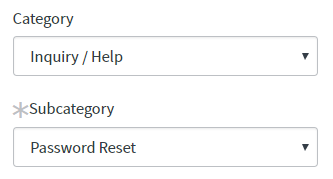 Category
Inquiry / Help
Subcategory
Password Reset